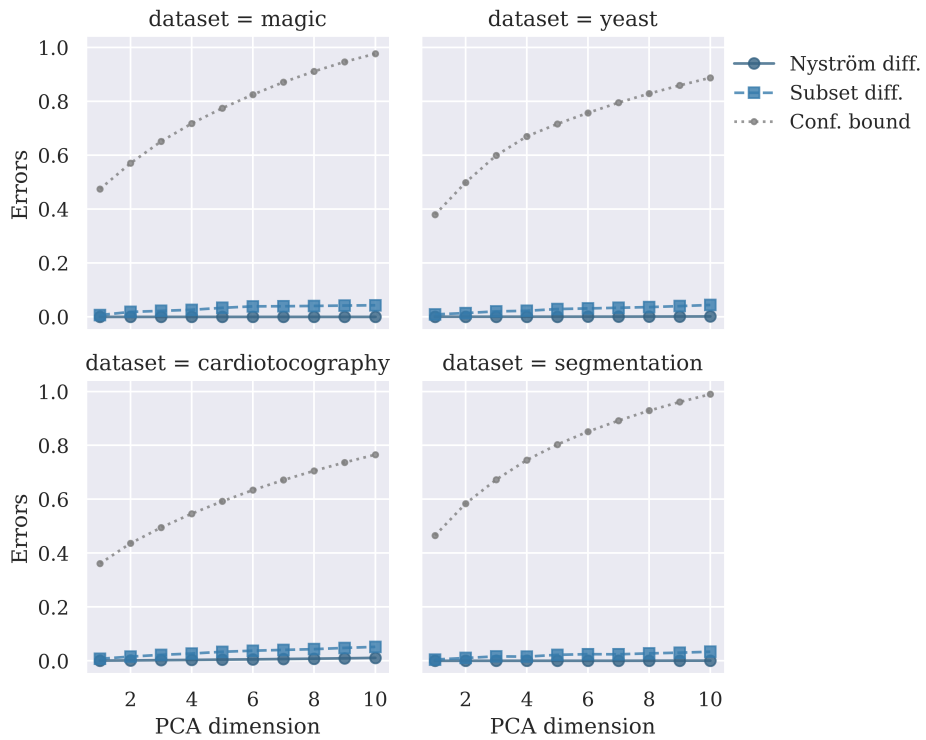 dataset = magic
dataset = yeast
Errors
1.0
0.8
0.6
0.4
0.2
0.0
Nyström diff.
Subset diff.
Conf. bound
dataset = cardiotocography
dataset = segmentation
Errors
1.0
0.8
0.6
0.4
0.2
0.0
2 4 6 8 10
PCA dimension
2 4 6 8 10
PCA dimension